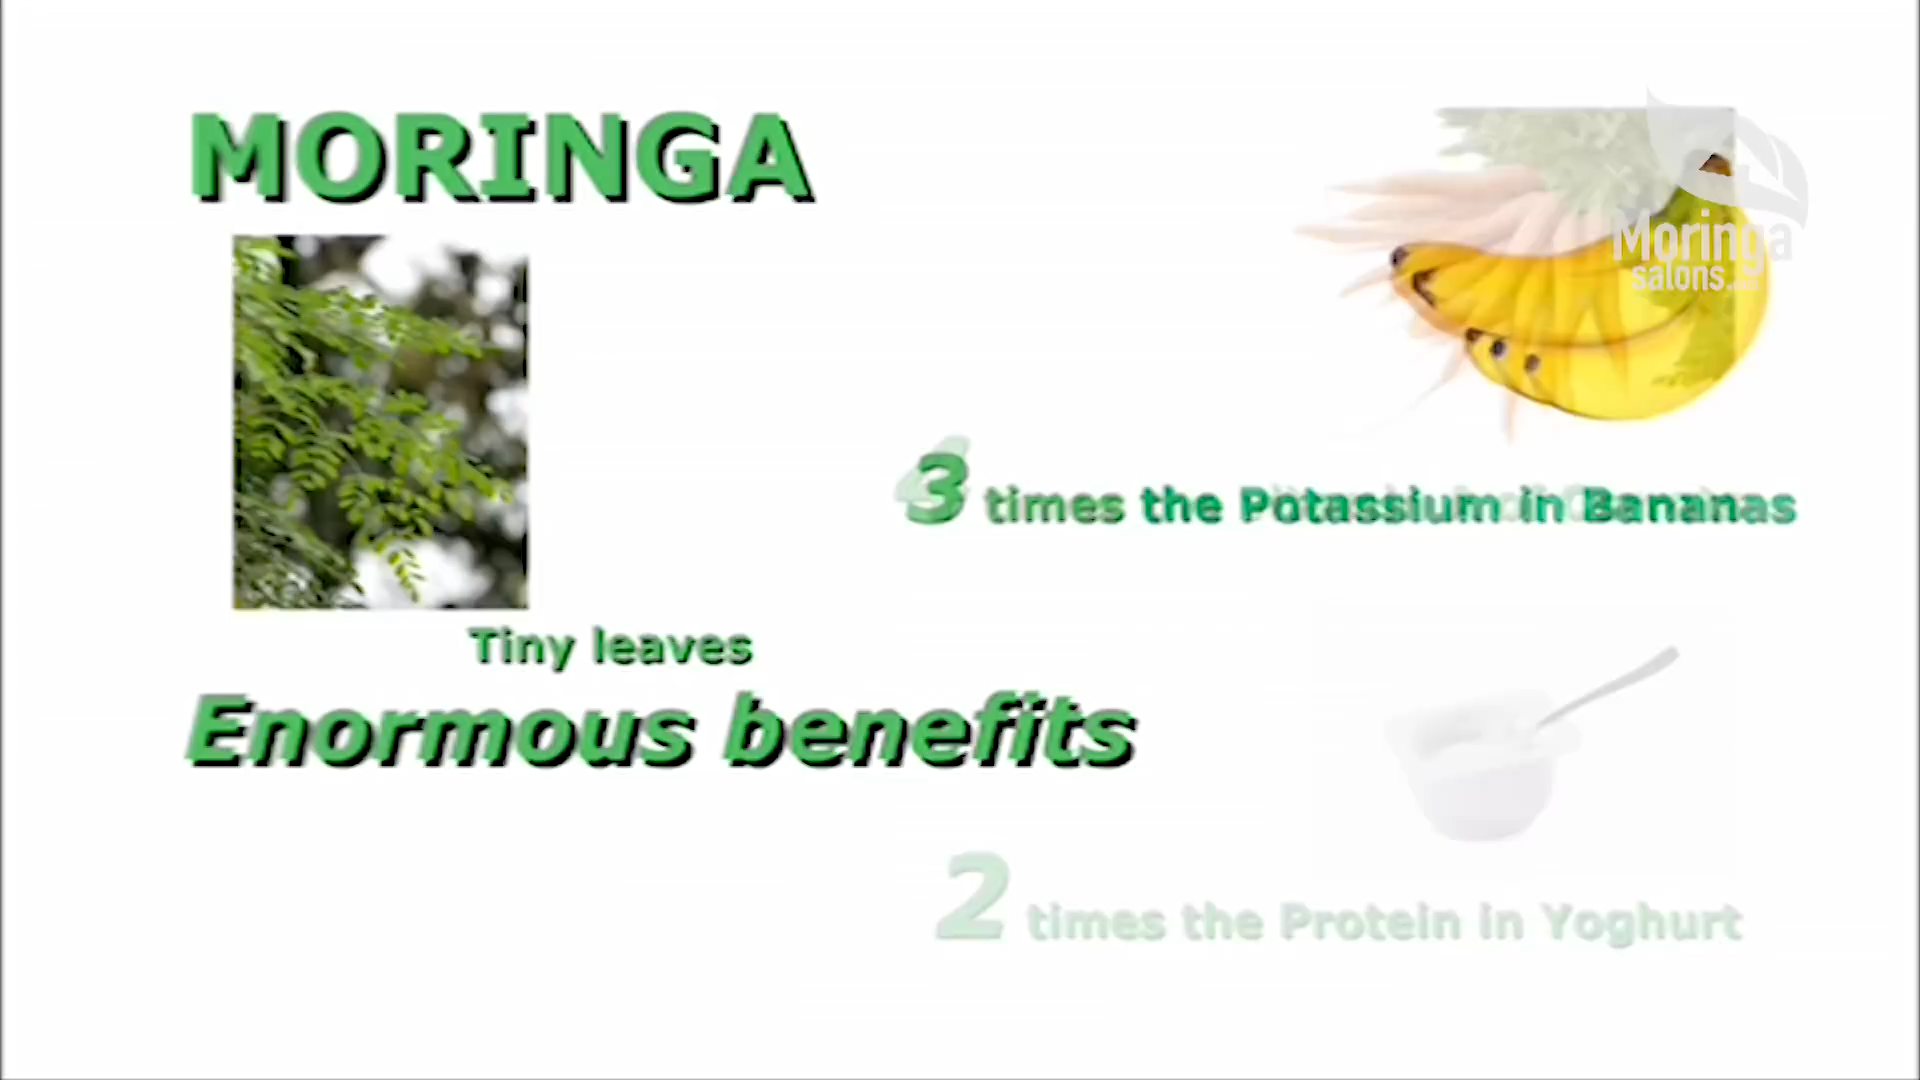 MORINGA
Moringa
salons.
3 times the Potassium in Bananas
Tiny leaves
Enormous benefits
2 times the Protein in Yoghurt